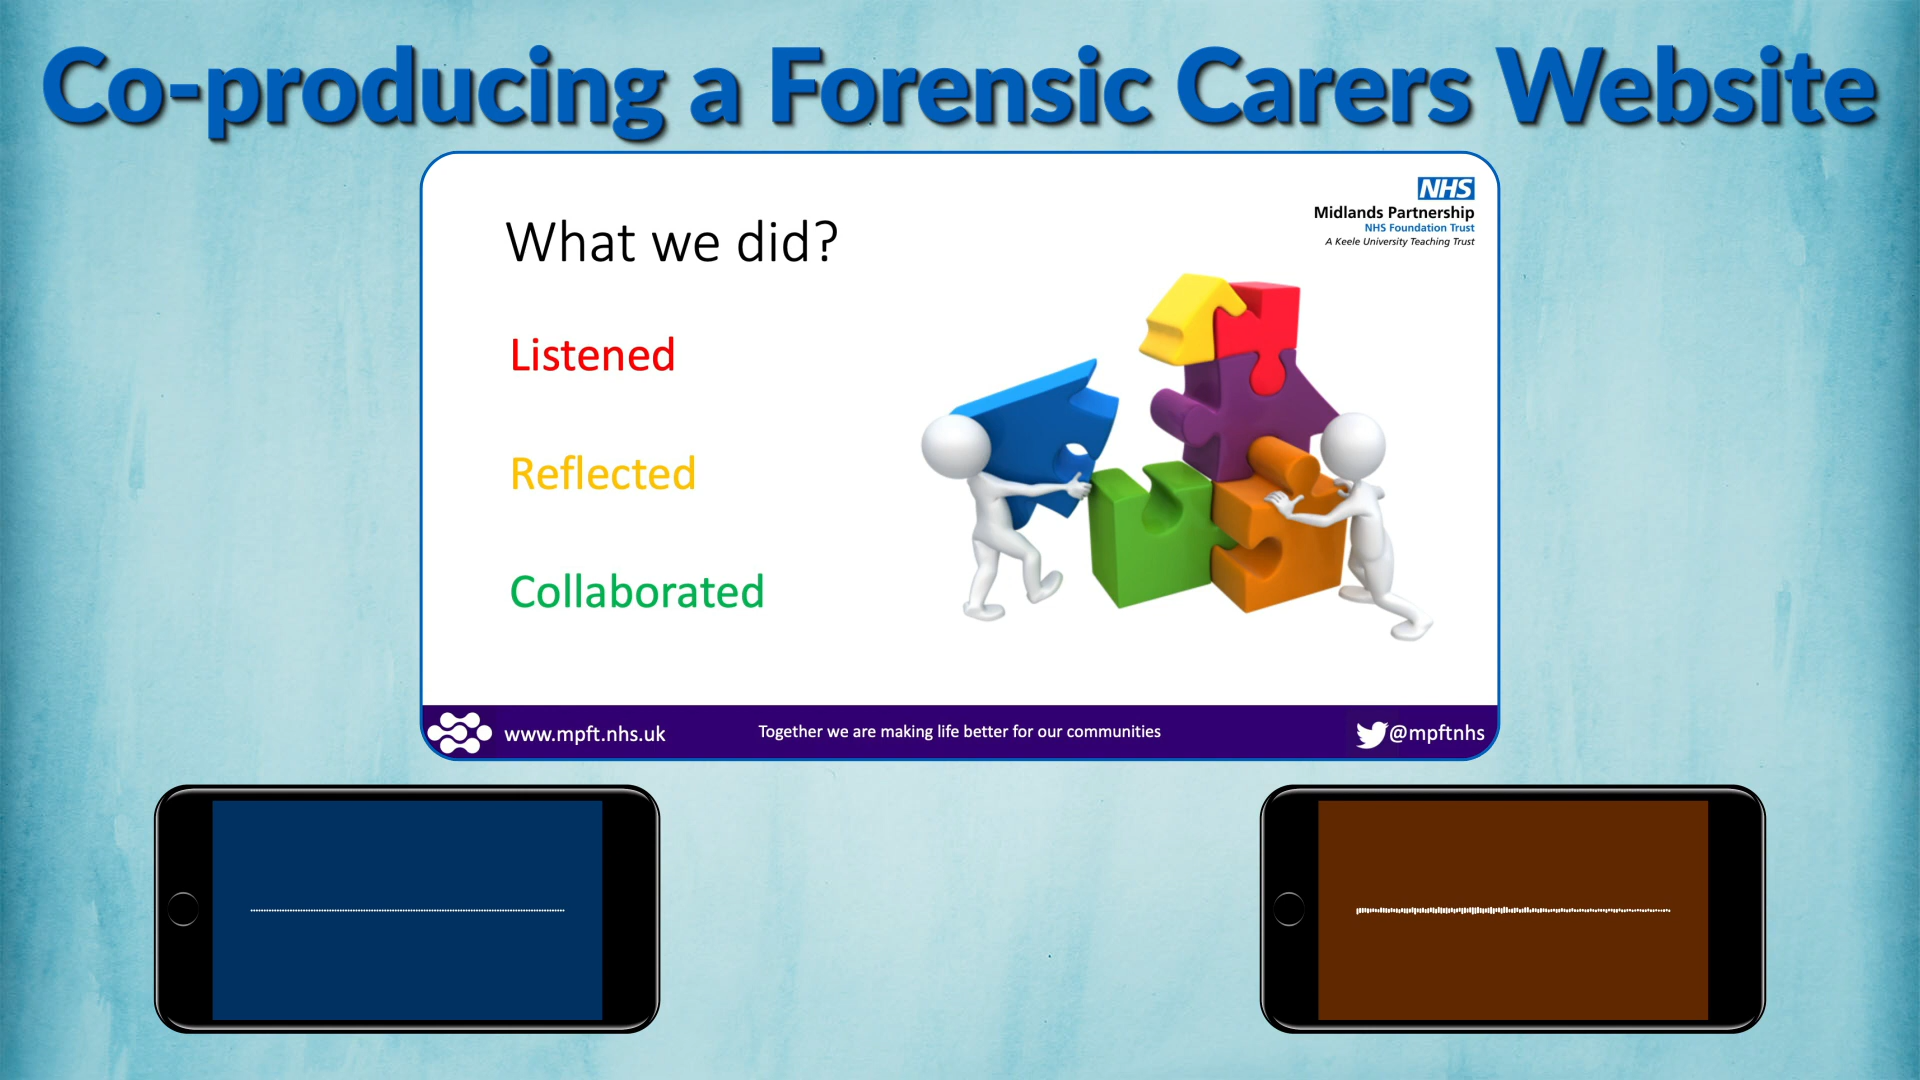 Co-producing a Forensic Carers Website
NHS
Midlands Partnership
NHS Foundation Trust
A Keele University Teaching Trust
What we did?
Listened
Reflected
Collaborated
www.mpft.nhs.uk
Together we are making life better for our communities
@mpftnhs